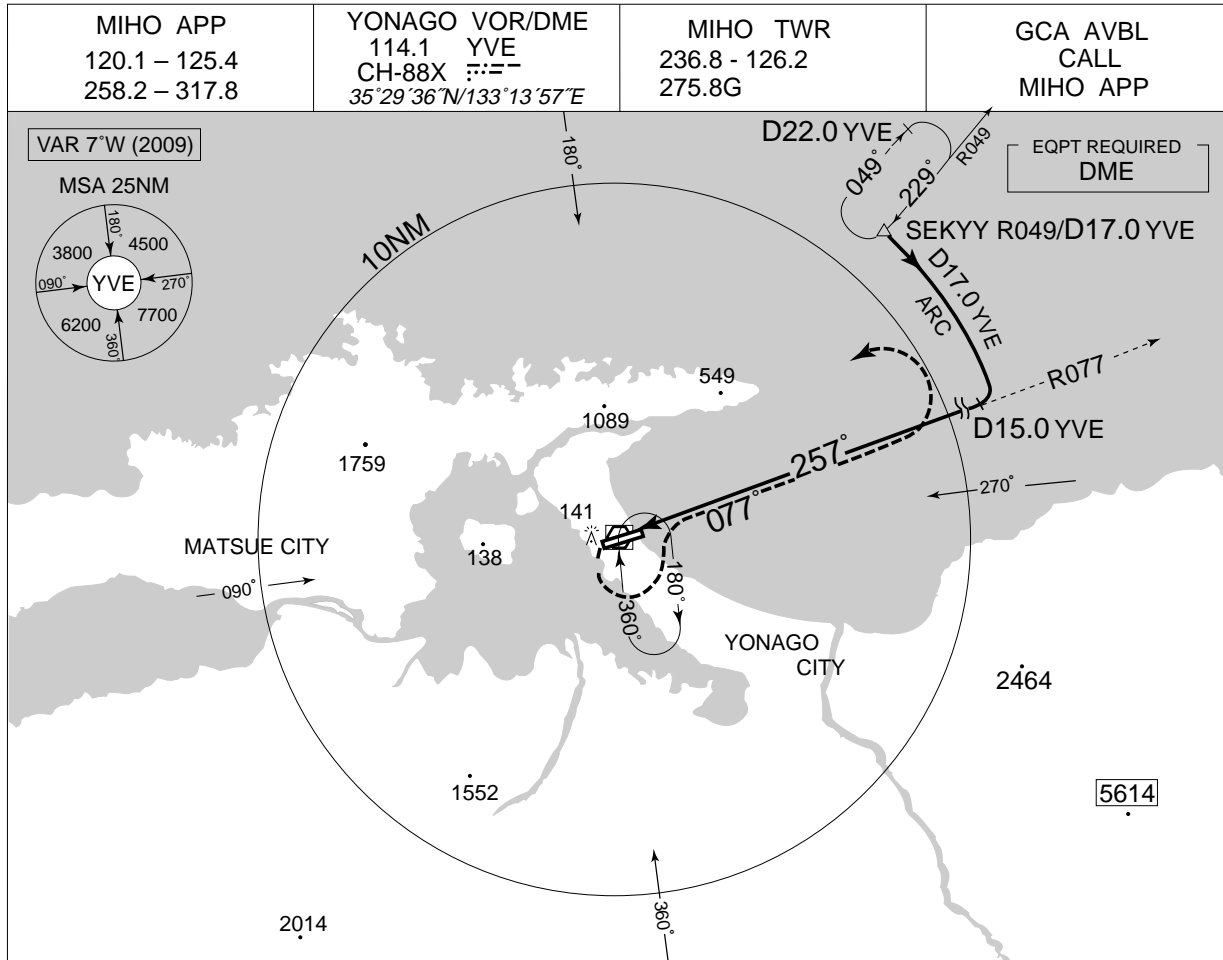 MIHO APP
120.1 – 125.4
258.2 – 317.8
YONAGO VOR/DME
114.1 YVE
CH-88X
35°29´36˝N/133°13´57˝E
MIHO TWR
236.8 - 126.2
275.8G
GCA AVBL
CALL
MIHO APP
VAR 7°W (2009)
MSA 25NM
180°
3800
4500
090°
YVE
270°
6200
7700
360°
180°
10NM
D22.0 YVE
049°
229°
R049
EQPT REQUIRED
DME
SEKYY R049/D17.0 YVE
D17.0 YVE
ARC
R077
D15.0 YVE
549
1089
1759
257°
077°
270°
141
MATSUE CITY
138
090°
180°
360°
YONAGO
CITY
2464
1552
5614
360°
2014